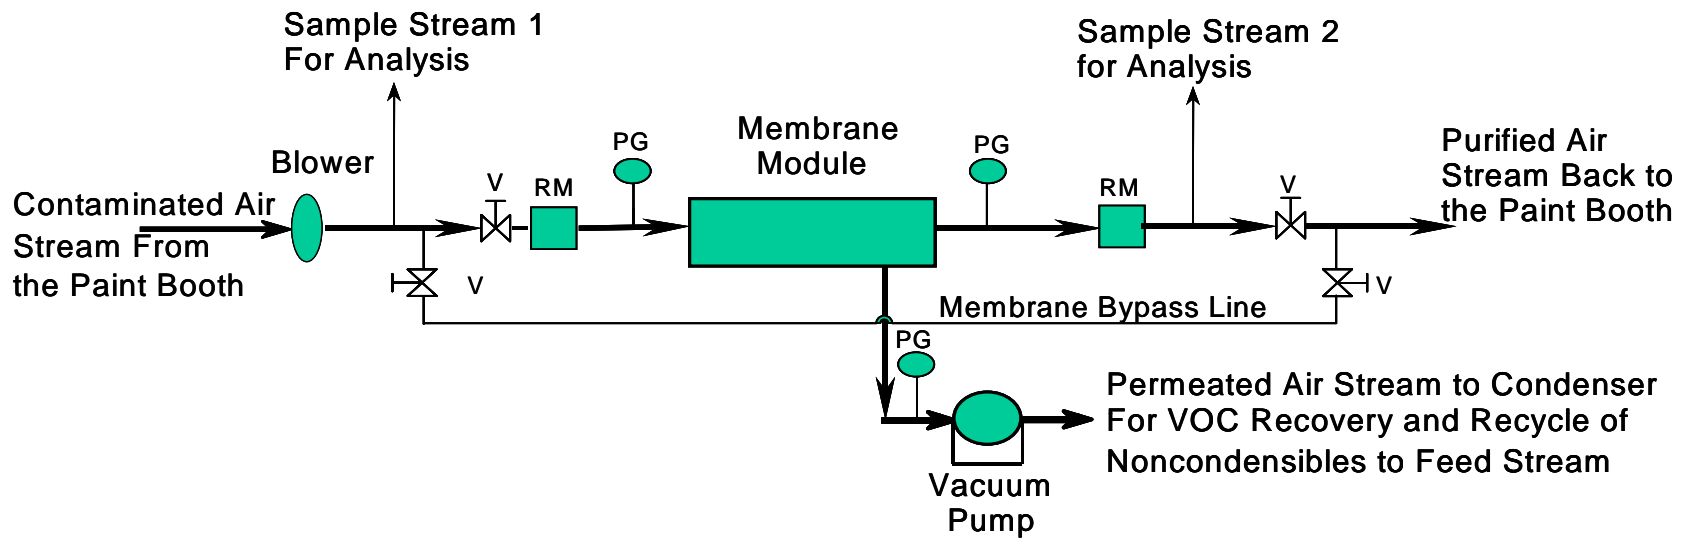 Sample Stream 1
For Analysis
Sample Stream 2
for Analysis
Membrane
Module
PG
PG
Purified Air
Stream Back to
the Paint Booth
Blower
V
RM
RM
V
Contaminated Air
Stream From
the Paint Booth
V
V
Membrane Bypass Line
PG
Permeated Air Stream to Condenser
For VOC Recovery and Recycle of
Noncondensibles to Feed Stream
Vacuum
Pump